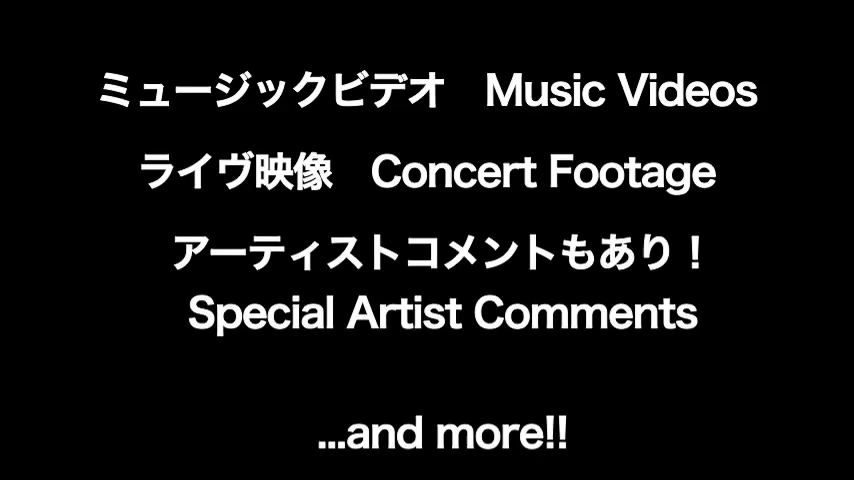 ミュージックビデオ　Music Videos
ライヴ映像　Concert Footage
アーティストコメントもあり！
Special Artist Comments
...and more!!